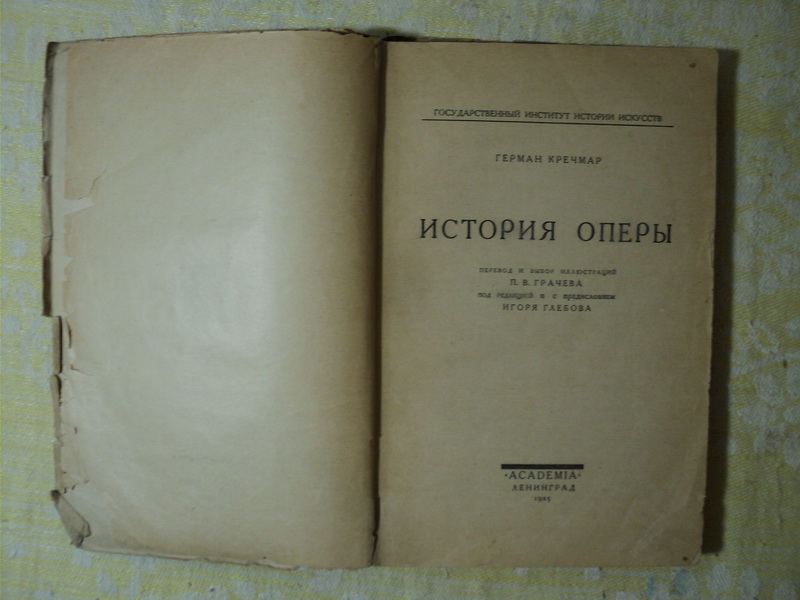 ГОСУДАРСТВЕННЫЙ ИНСТИТУТ ИСТОРИИ ИСКУССТВ
ГЕРМАН КРЕЧМАР
ИСТОРИЯ ОПЕРЫ
ПЕРЕВОД И ВЫБОР ИЛЛЮСТРАЦИЙ
П. В. ГРАЧЕВА
ПОД РЕДАКЦИЕЙ И С ПРЕДИСЛОВИЕМ
ИГОРЯ ГЛЕБОВА
·ACADEMIA·
ЛЕНИНГРАД
1925